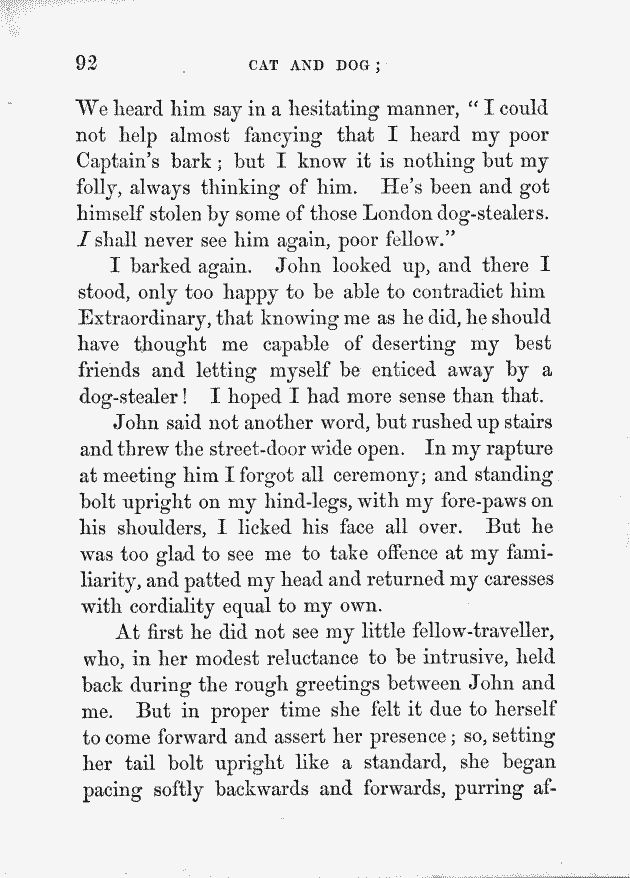 92 CAT AND DOG ;
We heard him say in a hesitating manner, “ I could
not help almost fancying that I heard my poor
Captain’s bark ; but I know it is nothing but my
folly, always thinking of him. He’s been and got
himself stolen by some of those London dog-stealers.
I shall never see him again, poor fellow.”
I barked again. John looked up, and there I
stood, only too happy to be able to contradict him
Extraordinary, that knowing me as he did, he should
have thought me capable of deserting my best
friends and letting myself be enticed away by a
dog-stealer ! I hoped I had more sense than that.
John said not another word, but rushed up stairs
and threw the street-door wide open. In my rapture
at meeting him I forgot all ceremony; and standing
bolt upright on my hind-legs, with my fore-paws on
his shoulders, I licked his face all over. But he
was too glad to see me to take offence at my fami-
liarity, and patted my head and returned my caresses
with cordiality equal to my own.
At first he did not see my little fellow-traveller,
who, in her modest reluctance to be intrusive, held
back during the rough greetings between John and
me. But in proper time she felt it due to herself
to come forward and assert her presence ; so, setting
her tail bolt upright like a standard, she began
pacing softly backwards and forwards, purring af-